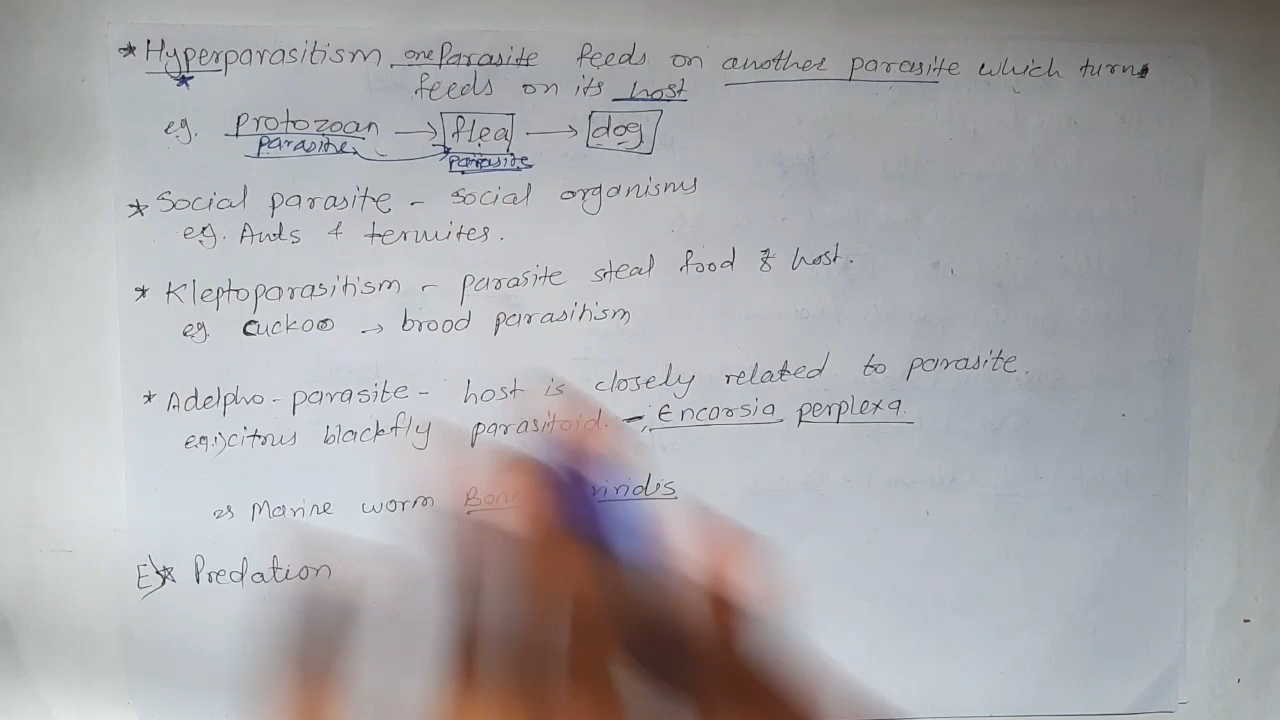 * Hyperparasitism one Parasite feeds on another parasite which turns
feeds on its host
eg. Protozoan → flea → dog
parasite parasite
* Social parasite - social organisms
eg. Ants & termites.
* Kleptoparasitism - parasite steal food & host.
eg. cuckoo → brood parasitism
* Adelpho-parasite - host is closely related to parasite.
eg. 1) citrus blackfly parasitoid. - Encarsia perplexa.
2) Marine worm viridis
E) * Predation